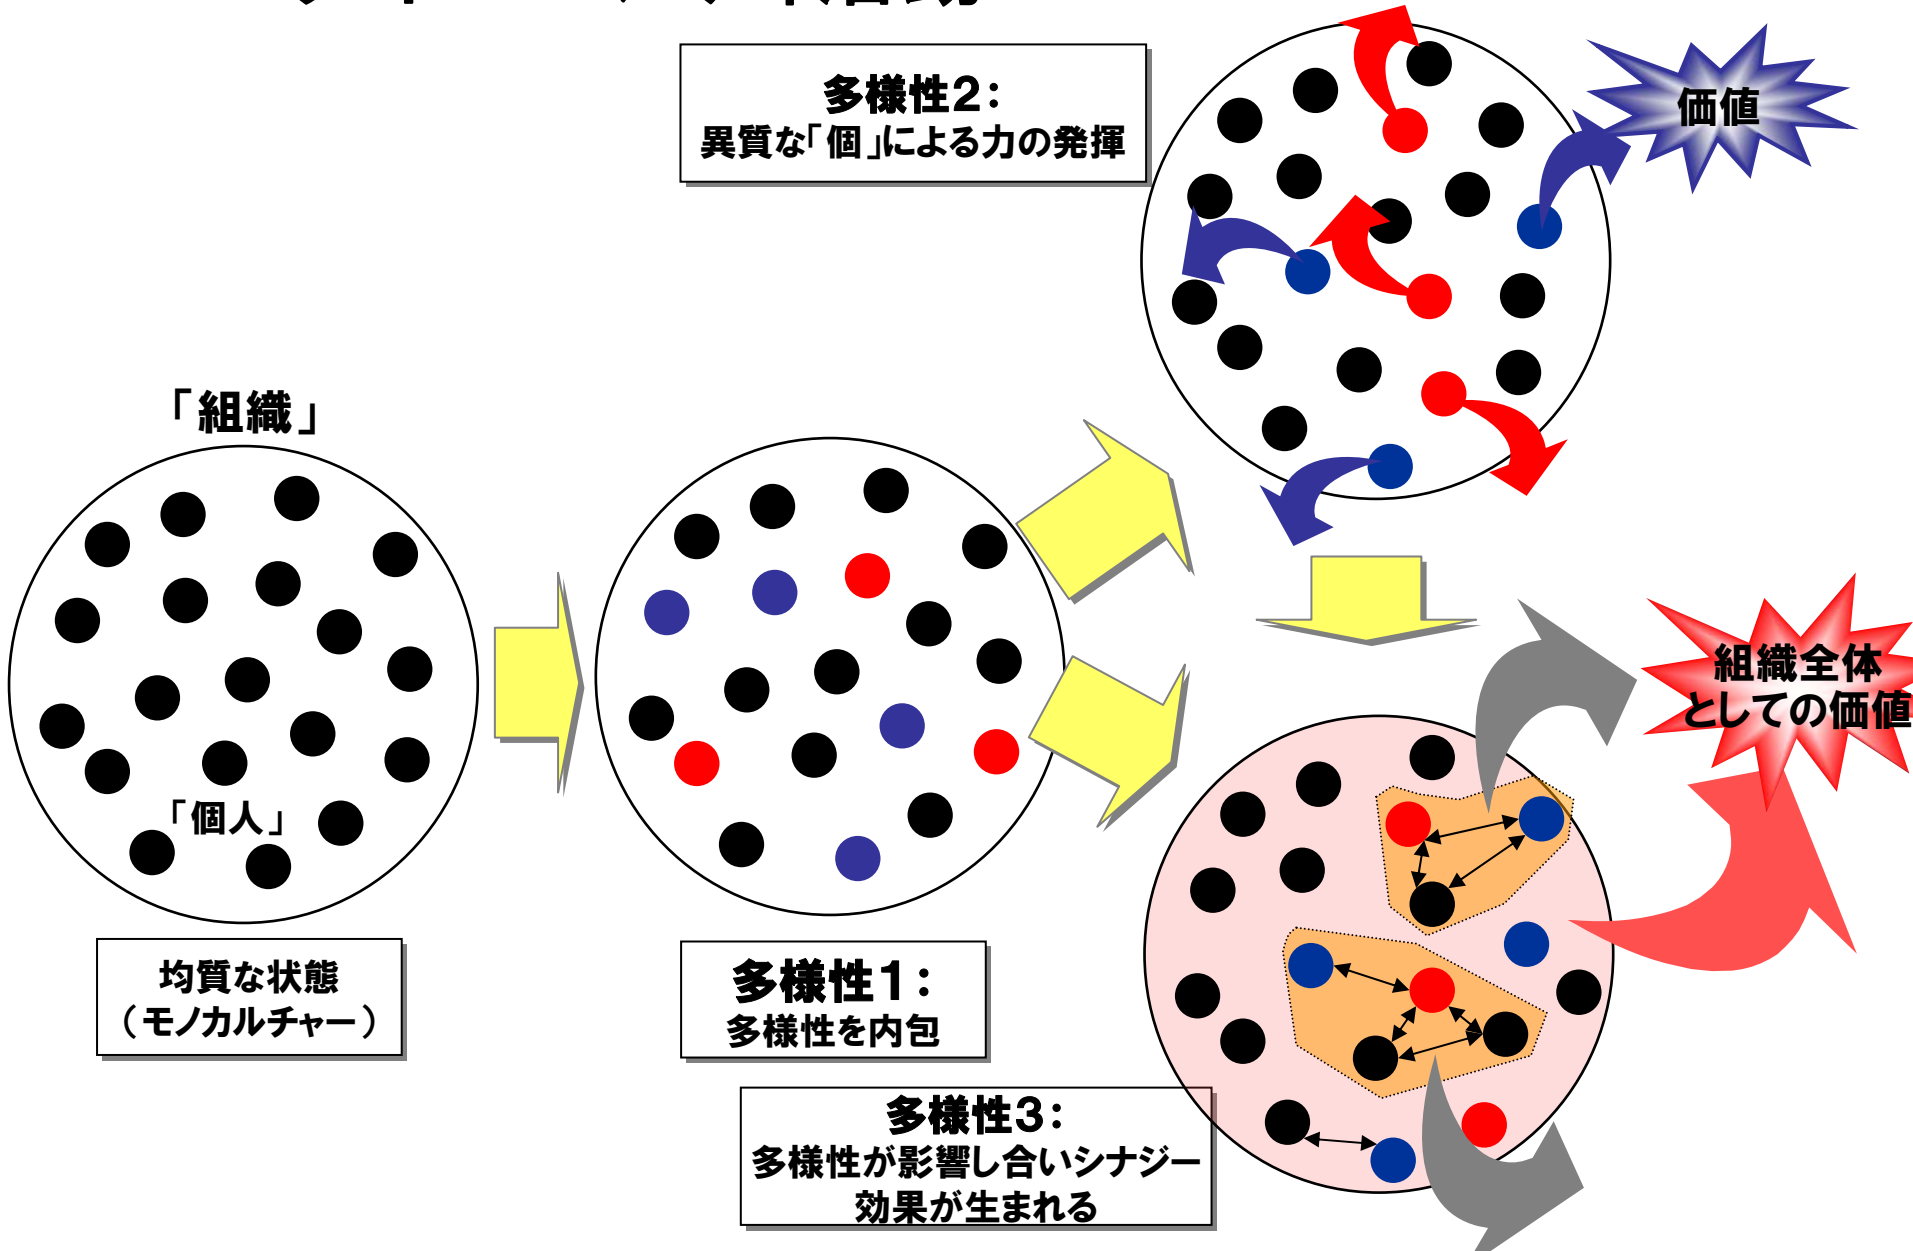 多様性2：
異質な「個」による力の発揮
価値
「組織」
「個人」
均質な状態
（モノカルチャー）
多様性1：
多様性を内包
組織全体
としての価値
多様性3：
多様性が影響し合いシナジー
効果が生まれる